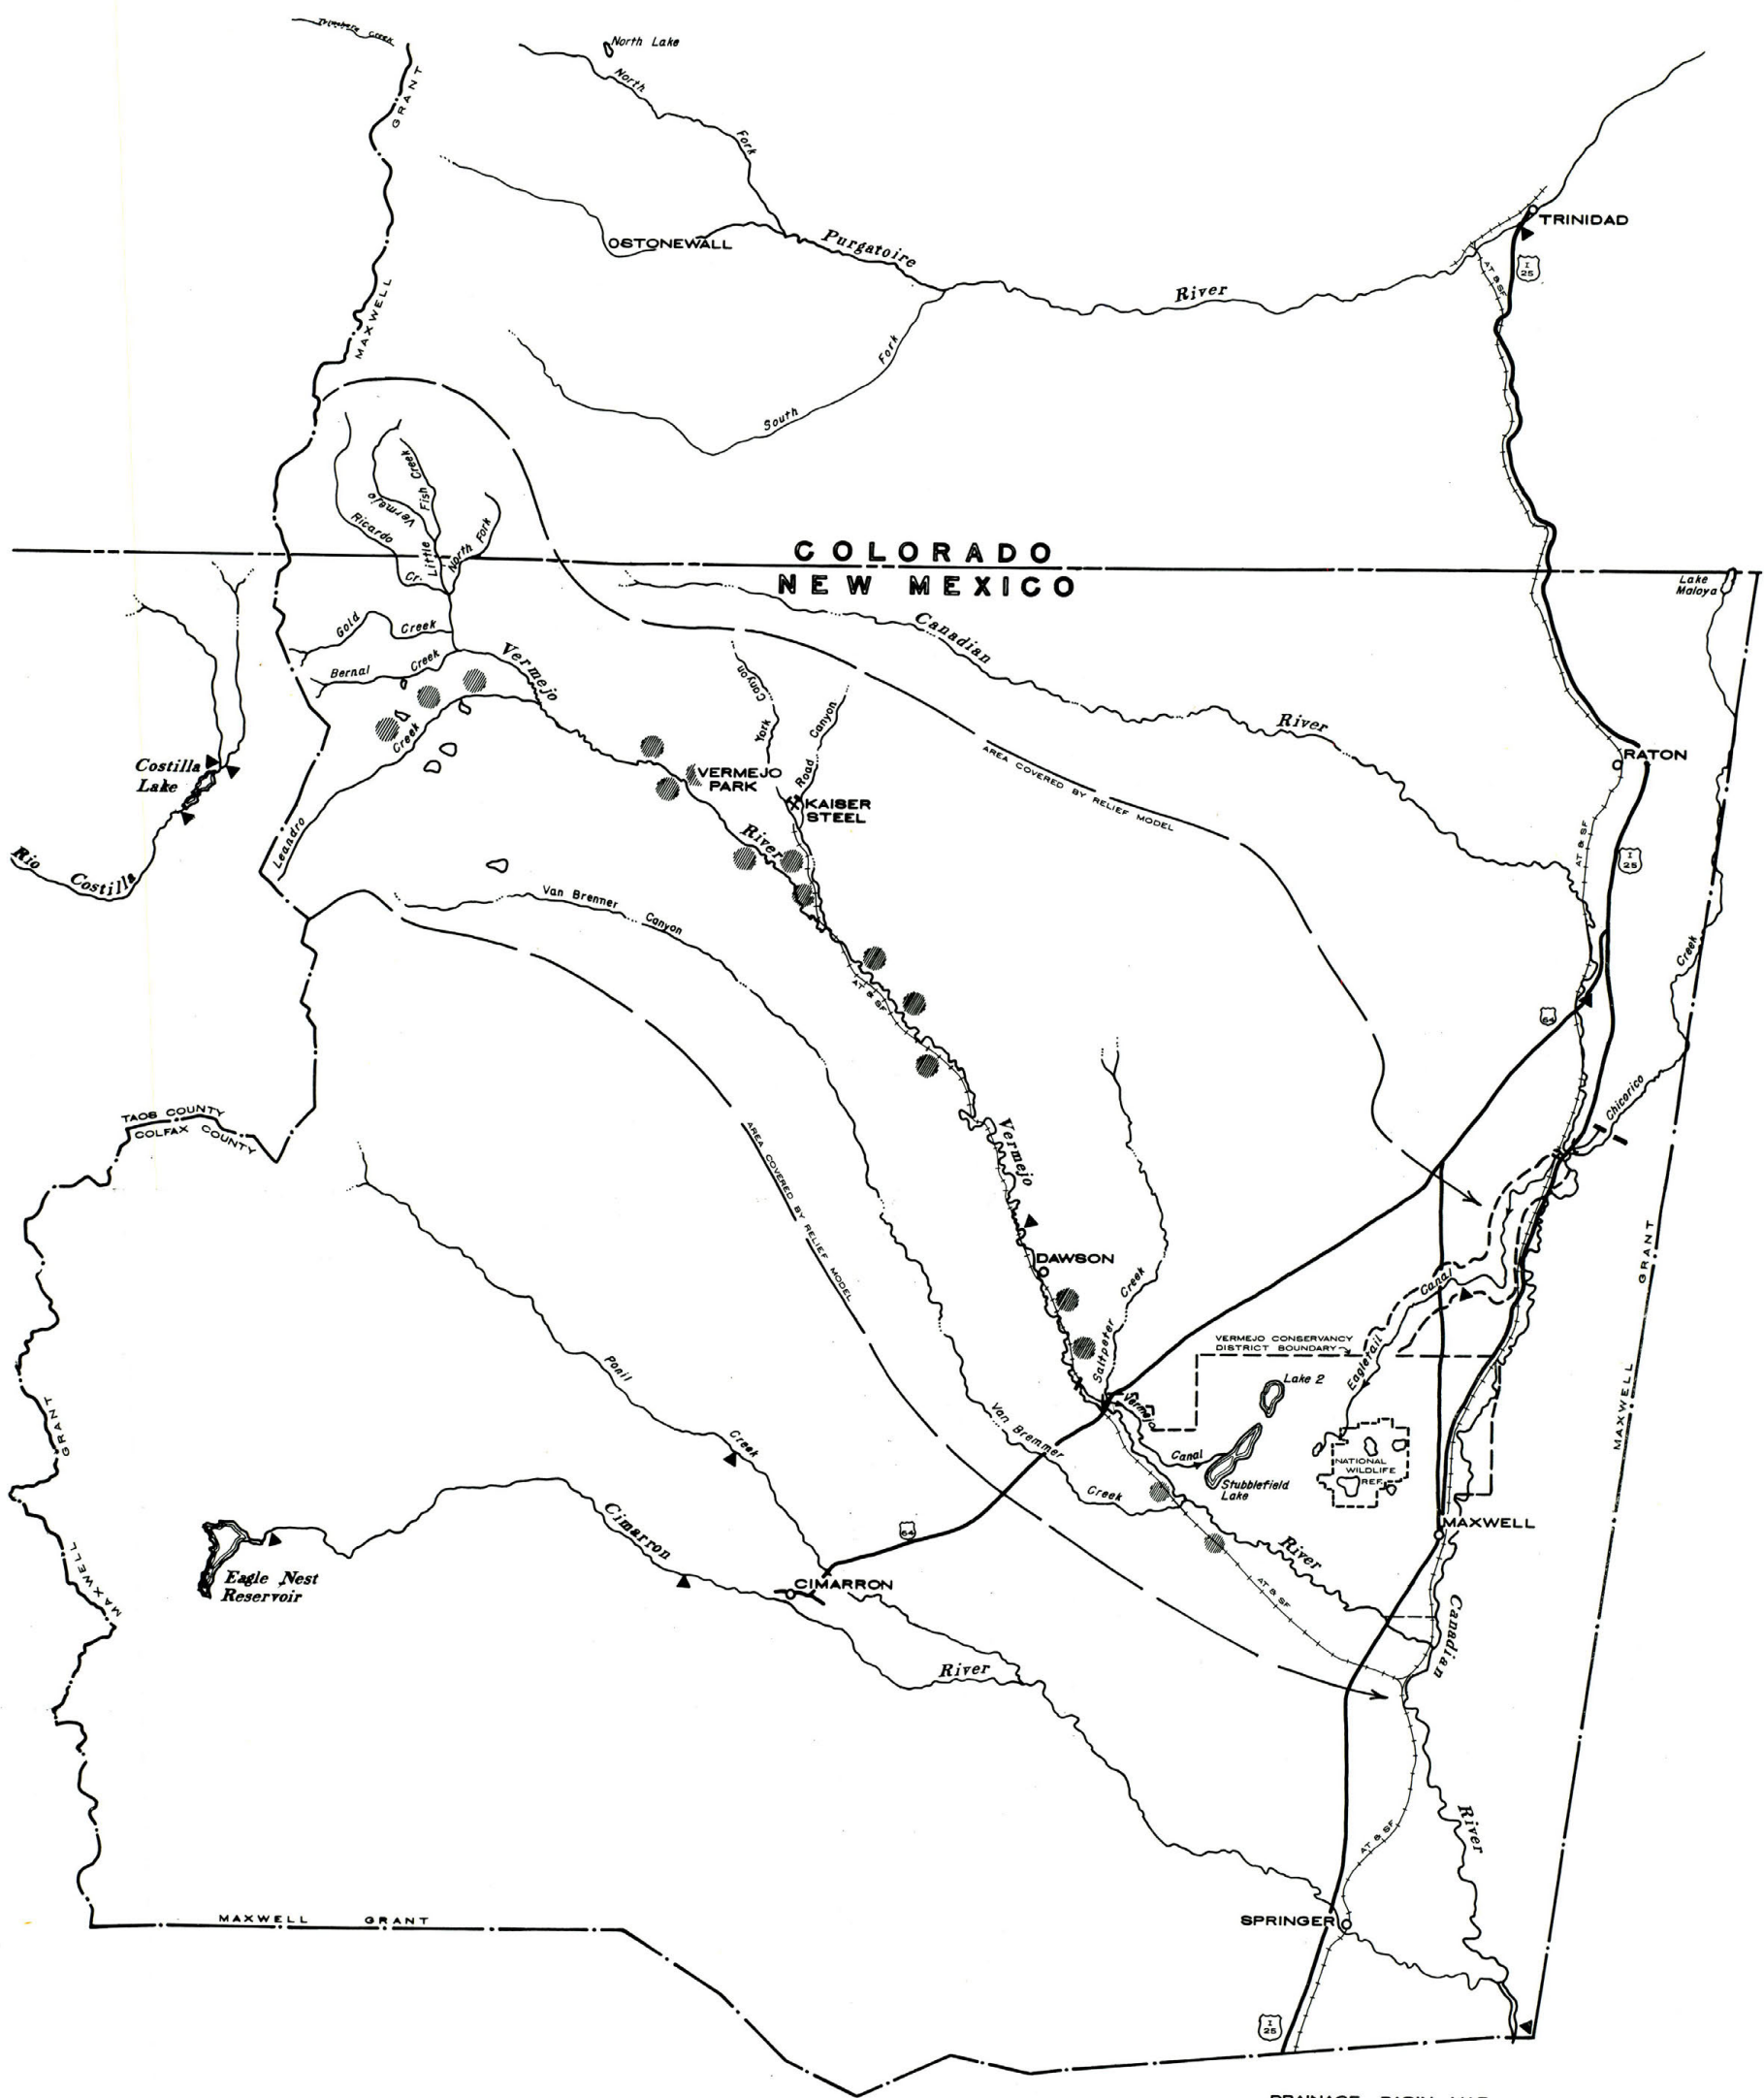 North Lake
North
Fork
GRANT
MAXWELL
TRINIDAD
I
25
AT & SF
OSTONEWALL
Purgatoire
River
Fork
South
Creek
Fish
Vermejo
Little
Ricardo
Cr.
North Fork
COLORADO
NEW MEXICO
Lake
Maloya
Canadian
River
Gold
Creek
Bernal
Creek
Vermejo
Creek
Leandro
Costilla
Lake
Rio
Costilla
York
Canyon
Road
Canyon
VERMEJO
PARK
KAISER
STEEL
River
AREA COVERED BY RELIEF MODEL
RATON
AT & SF
I
25
Van Brenner
Canyon
AT & SF
Creek
64
Chicorico
TAOS COUNTY
COLFAX COUNTY
Vermejo
AREA COVERED BY RELIEF MODEL
DAWSON
Creek
Saltpeter
Canal
Eagletail
VERMEJO CONSERVANCY
DISTRICT BOUNDARY
GRANT
MAXWELL
Ponil
Creek
Van Bremmer
Creek
Vermejo
Canal
Lake 2
Stubblefield
Lake
NATIONAL
WILDLIFE
REF.
MAXWELL
GRANT
MAXWELL
Eagle Nest
Reservoir
Cimarron
64
CIMARRON
River
River
AT & SF
Canadian
River
AT & SF
SPRINGER
MAXWELL GRANT
I
25